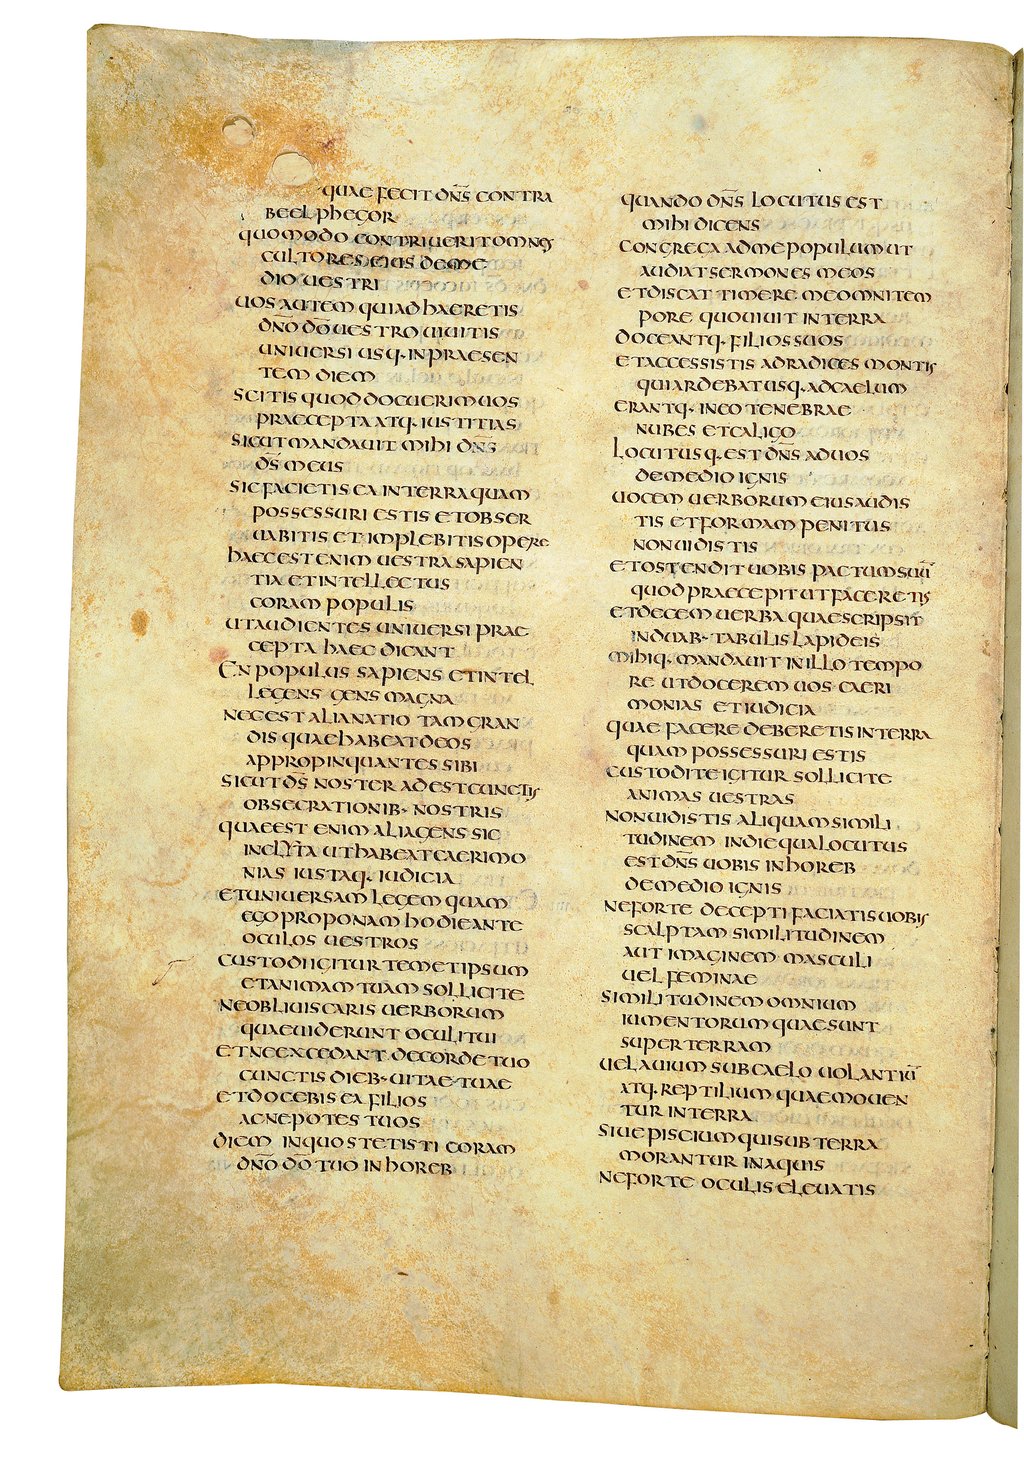 quae fecit dn̄s contra
beelphegor
quomodo contriuerit omnes
cultores eius de me
dio uestri
uos autem qui adhaeretis
dn̄o dō uestro uiuitis
uniuersi usq· in praesen
tem diem
scitis quod docuerim uos
praecepta atq· iustitias
sicut mandauit mihi dn̄s
ds̄ meus
sic facietis ea in terra quam
possessuri estis et obser
uabitis et implebitis opere
haec est enim uestra sapien
tia et intellectus
coram populis
ut audientes uniuersi prae
cepta haec dicant
En populus sapiens et intel
legens gens magna
nec est alia natio tam gran
dis quae habeat deos
appropinquantes sibi
sicut ds̄ noster adest cunctis
obsecrationib· nostris
quae est enim alia gens sic
inclyta ut habeat caerimo
nias iustaq· iudicia
et uniuersam legem quam
ego proponam hodie ante
oculos uestros
custodi igitur temetipsum
et animam tuam sollicite
ne obliuiscaris uerborum
quae uiderunt oculi tui
et ne excedant de corde tuo
cunctis dieb· uitae tuae
et docebis ea filios
ac nepotes tuos
diem in quo stetisti coram
dn̄o dō tuo in horeb
quando dn̄s locutus est
mihi dicens
congrega ad me populum ut
audiat sermones meos
et discat timere me omni tem
pore quo uiuit in terra
doceantq· filios suos
et accessistis ad radices montis
qui ardebat usq· ad caelum
erantq· in eo tenebrae
nubes et caligo
locutusq· est dn̄s ad uos
de medio ignis
uocem uerborum eius audis
tis et formam penitus
non uidistis
et ostendit uobis pactum suū
quod praecepit ut faceretis
et decem uerba quae scripsit
in duab· tabulis lapideis
mihiq· mandauit in illo tempo
re ut docerem uos caeri
monias et iudicia
quae facere deberetis in terra
quam possessuri estis
custodite igitur sollicite
animas uestras
non uidistis aliquam simili
tudinem in die qua locutus
est dn̄s uobis in horeb
de medio ignis
ne forte decepti faciatis uobis
scalptam similitudinem
aut imaginem masculi
uel feminae
similitudinem omnium
iumentorum quae sunt
super terram
uel auium sub caelo uolantiū
atq· reptilium quae mouen
tur in terra
siue piscium qui sub terra
morantur in aquis
ne forte oculis eleuatis